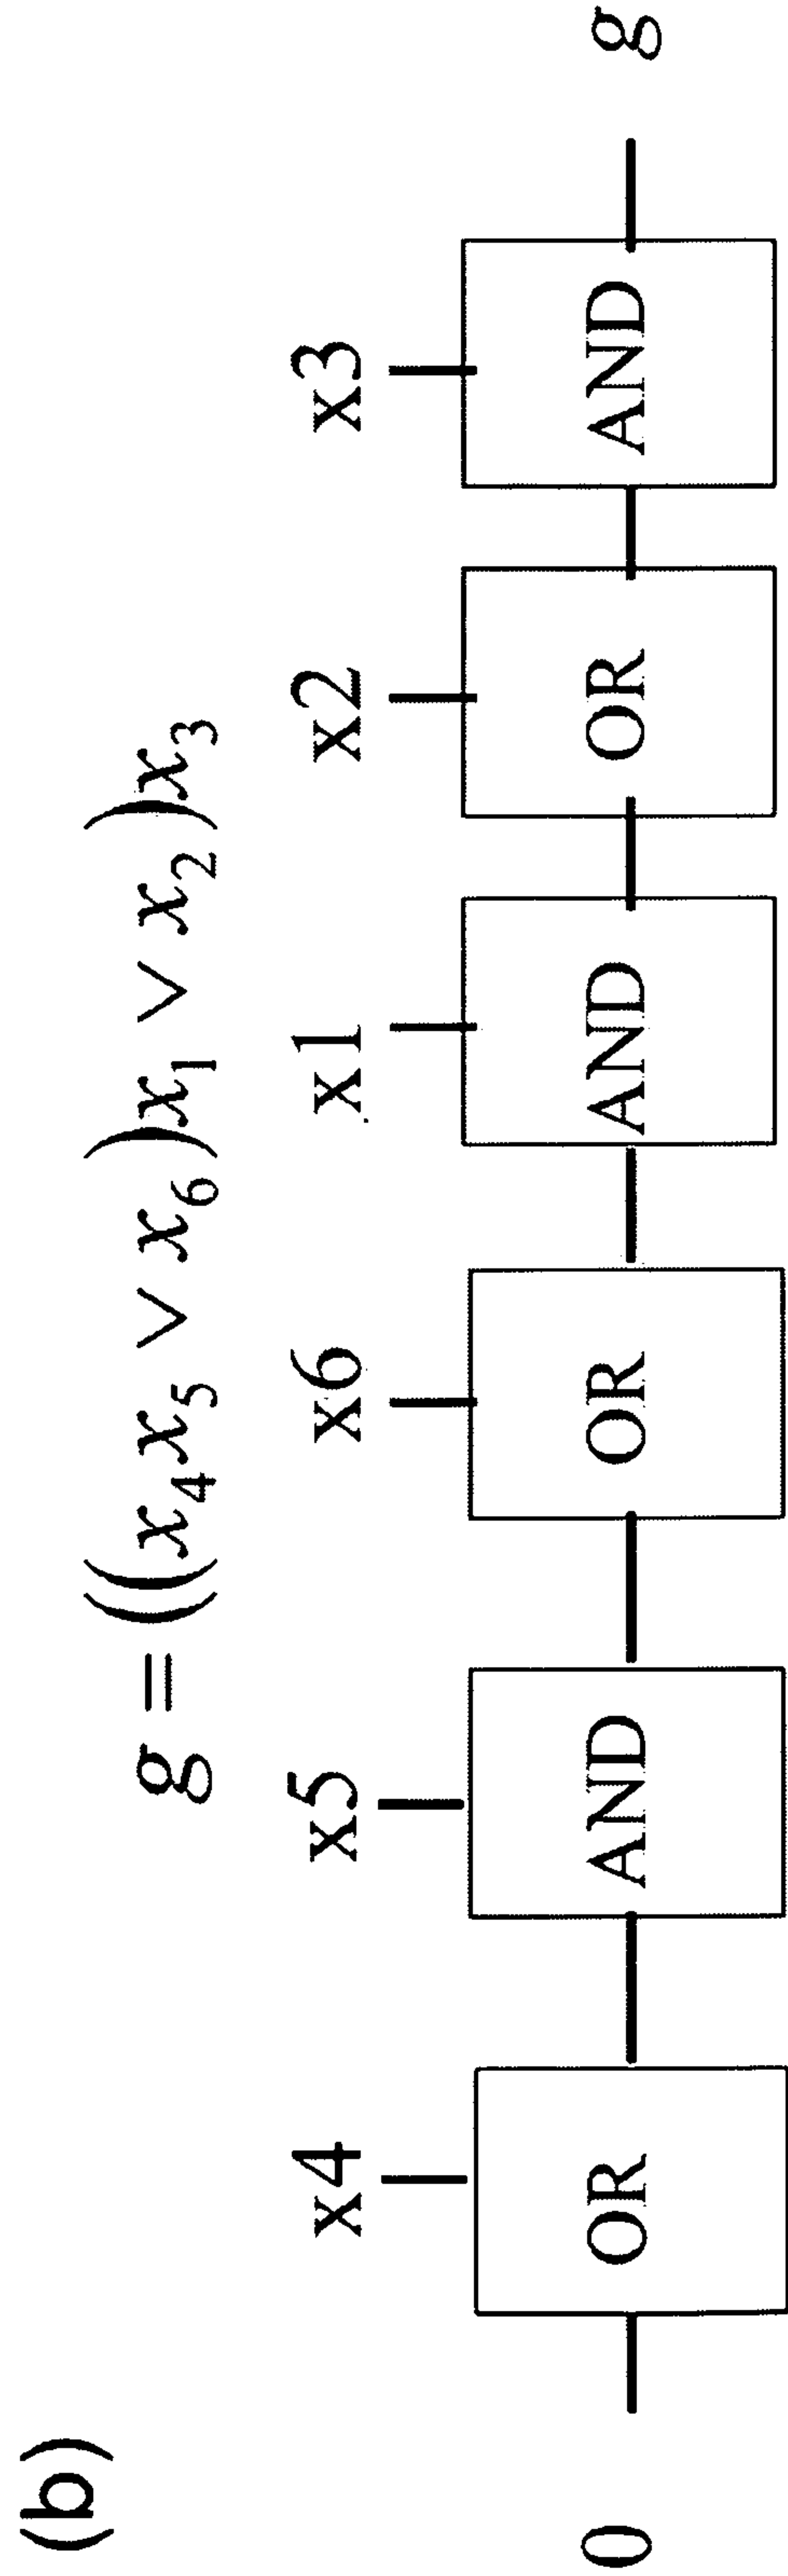 (b)
g = ((x₄x₅ ∨ x₆)x₁ ∨ x₂)x₃
x4 x5 x6 x1 x2 x3
0 OR AND OR AND OR AND g